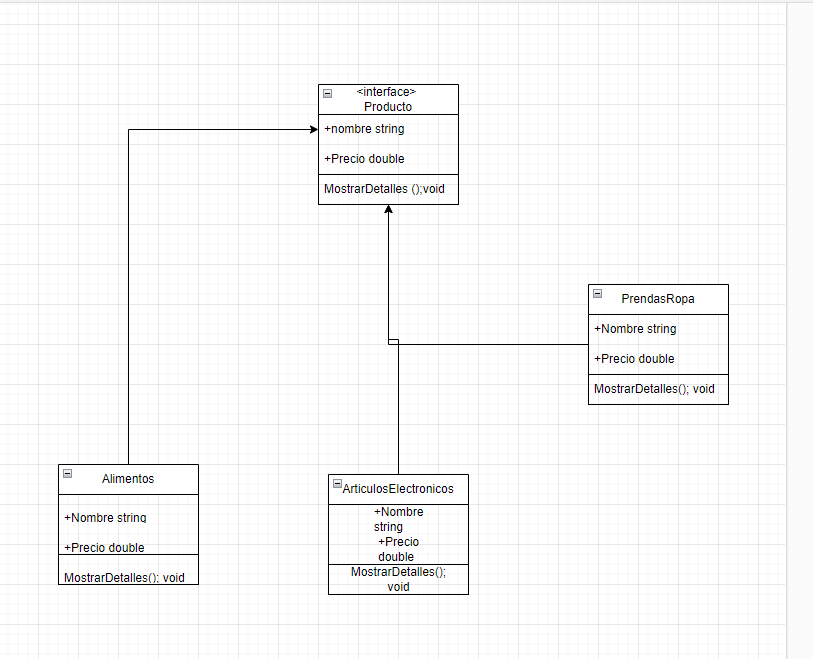 <interface>
Producto
+nombre string
+Precio double
MostrarDetalles ();void
PrendasRopa
+Nombre string
+Precio double
MostrarDetalles(); void
Alimentos
+Nombre string
+Precio double
MostrarDetalles(); void
ArticulosElectronicos
+Nombre
string
+Precio
double
MostrarDetalles();
void